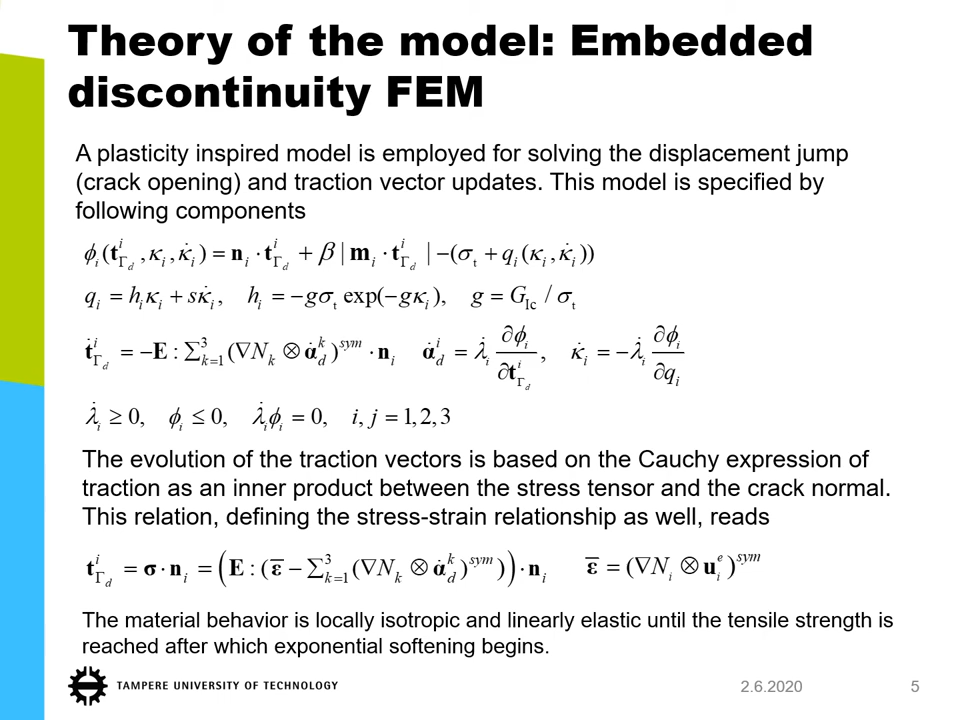 Theory of the model: Embedded
discontinuity FEM
A plasticity inspired model is employed for solving the displacement jump
(crack opening) and traction vector updates. This model is specified by
following components
ϕ_i(𝐭^i_{Γ_d}, κ_i, κ̇_i) = 𝐧_i · 𝐭^i_{Γ_d} + β | 𝐦_i · 𝐭^i_{Γ_d} | −(σ_t + q_i(κ_i, κ̇_i))
q_i = h_iκ_i + sκ̇_i, h_i = −gσ_t exp(−gκ_i), g = G_{Ic} / σ_t
𝐭̇^i_{Γ_d} = −𝐄 : Σ^3_{k=1}(∇N_k ⊗ α̇^k_d)^{sym} · 𝐧_i α̇^i_d = λ̇_i ∂ϕ_i/∂𝐭^i_{Γ_d}, κ̇_i = −λ̇_i ∂ϕ_i/∂q_i
λ̇_i ≥ 0, ϕ_i ≤ 0, λ̇_iϕ_i = 0, i, j = 1,2,3
The evolution of the traction vectors is based on the Cauchy expression of
traction as an inner product between the stress tensor and the crack normal.
This relation, defining the stress-strain relationship as well, reads
𝐭^i_{Γ_d} = σ · 𝐧_i = (𝐄 : (ε̅ − Σ^3_{k=1}(∇N_k ⊗ α̇^k_d)^{sym})) · 𝐧_i ε̅ = (∇N_i ⊗ 𝐮^e_i)^{sym}
The material behavior is locally isotropic and linearly elastic until the tensile strength is
reached after which exponential softening begins.
TAMPERE UNIVERSITY OF TECHNOLOGY 2.6.2020 5